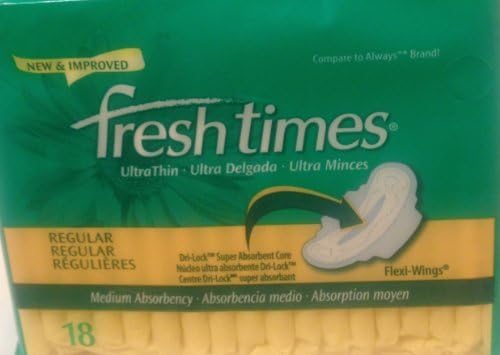 NEW & IMPROVED
Compare to Always™* Brand!
fresh times®
UltraThin · Ultra Delgada · Ultra Minces
REGULAR
REGULAR
RÉGULIÈRES
Dri-Lock™ Super Absorbent Core
Núcleo ultra absorbente Dri-Lock™
Centre Dri-Lock™ super absorbant
Flexi-Wings®
Medium Absorbency · Absorbencia medio · Absorption moyen
18